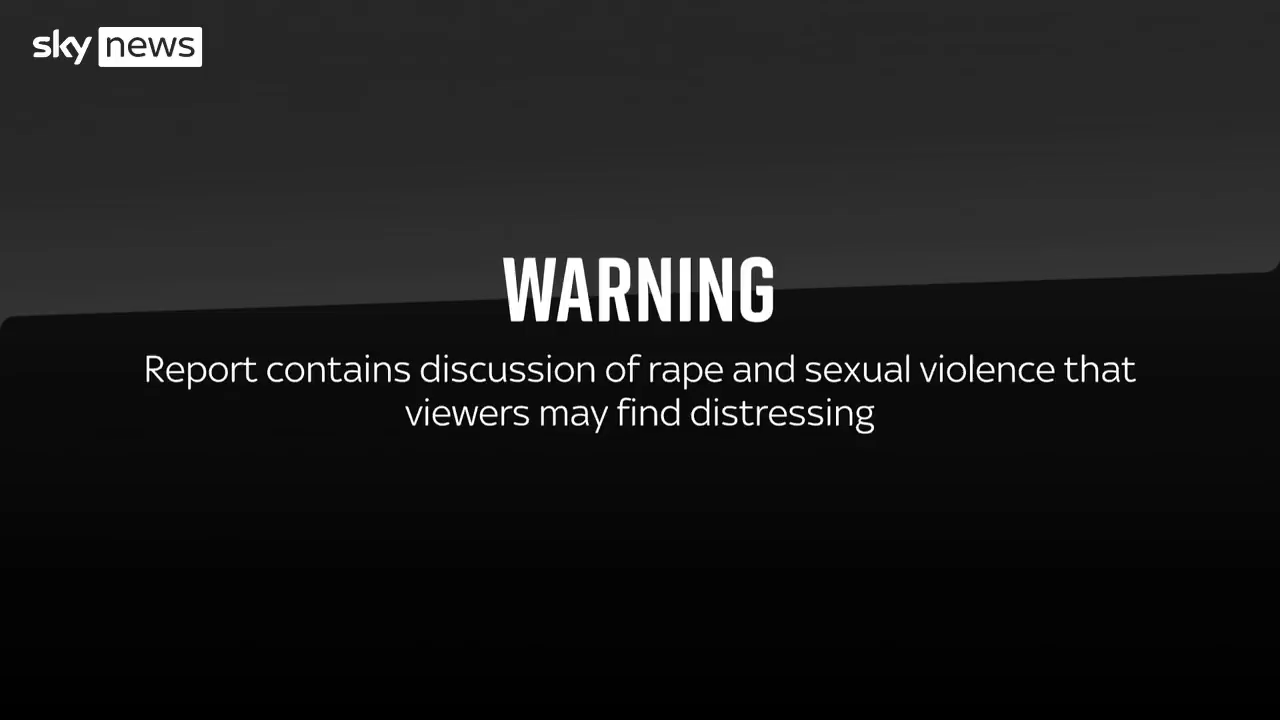 sky news
WARNING
Report contains discussion of rape and sexual violence that
viewers may find distressing